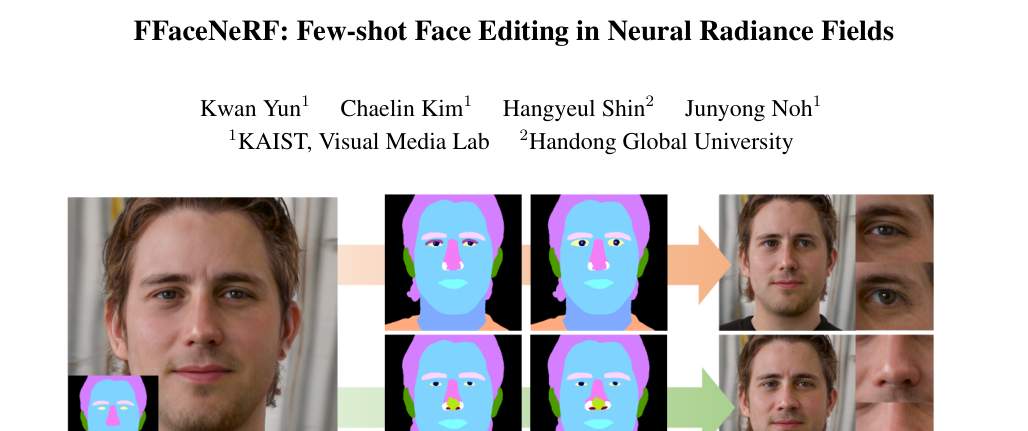 FFaceNeRF: Few-shot Face Editing in Neural Radiance Fields
Kwan Yun¹ Chaelin Kim¹ Hangyeul Shin² Junyong Noh¹
¹KAIST, Visual Media Lab ²Handong Global University